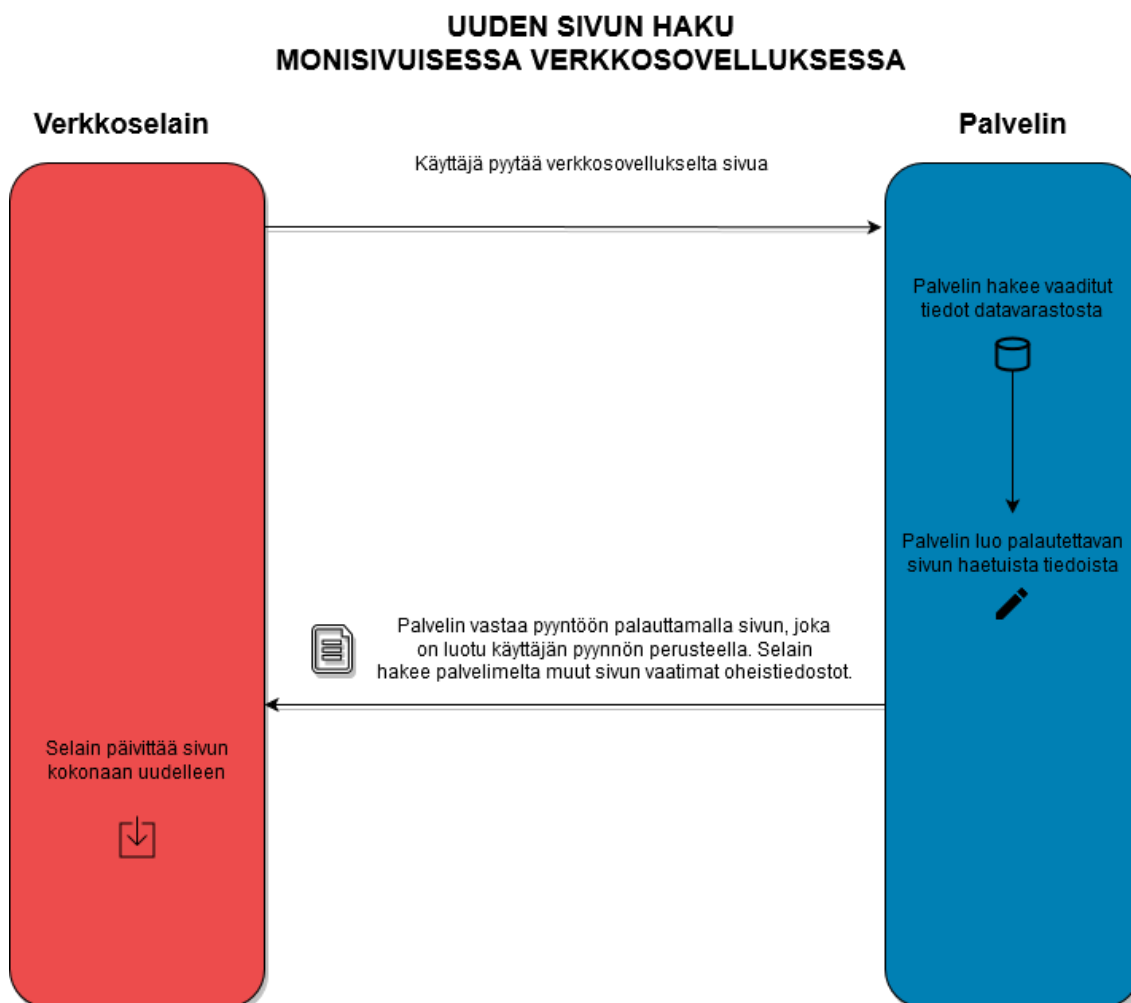 UUDEN SIVUN HAKU
MONISIVUISESSA VERKKOSOVELLUKSESSA
Verkkoselain
Palvelin
Käyttäjä pyytää verkkosovellukselta sivua
Palvelin hakee vaaditut
tiedot datavarastosta
Palvelin luo palautettavan
sivun haetuista tiedoista
Palvelin vastaa pyyntöön palauttamalla sivun, joka
on luotu käyttäjän pyynnön perusteella. Selain
hakee palvelimelta muut sivun vaatimat oheistiedostot.
Selain päivittää sivun
kokonaan uudelleen